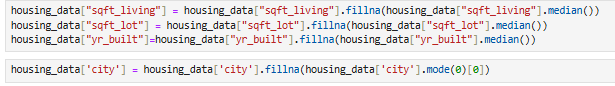 housing_data["sqft_living"] = housing_data["sqft_living"].fillna(housing_data["sqft_living"].median())
housing_data["sqft_lot"] = housing_data["sqft_lot"].fillna(housing_data["sqft_lot"].median())
housing_data["yr_built"]=housing_data["yr_built"].fillna(housing_data["yr_built"].median())
housing_data['city'] = housing_data['city'].fillna(housing_data['city'].mode(0)[0])